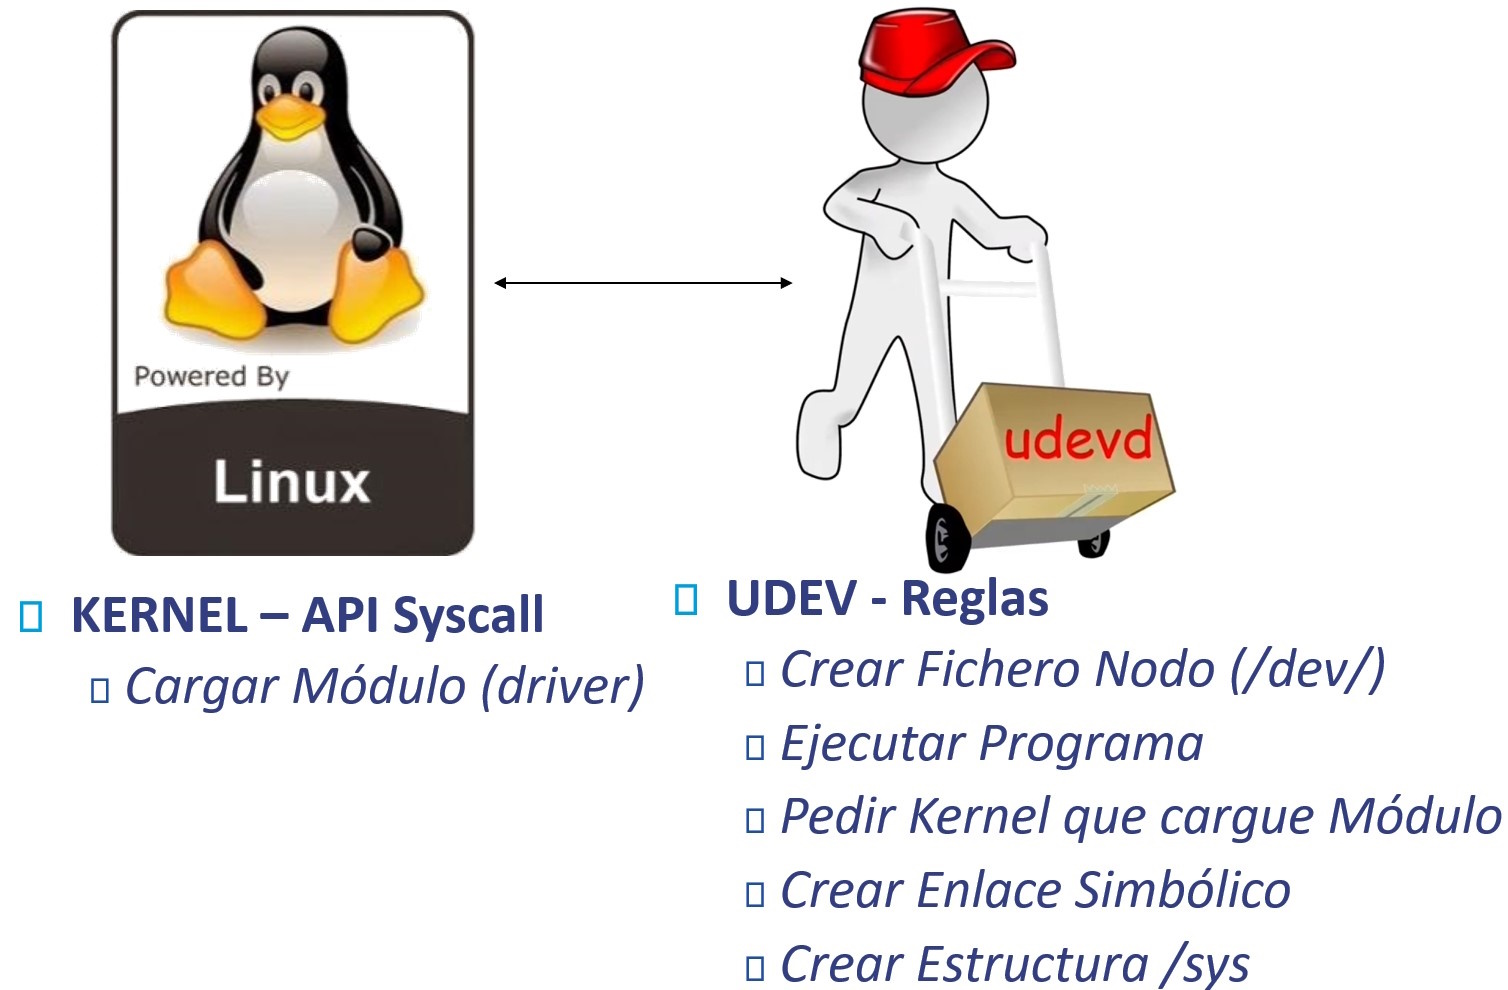 Powered By
Linux
udevd
KERNEL – API Syscall
Cargar Módulo (driver)
UDEV - Reglas
Crear Fichero Nodo (/dev/)
Ejecutar Programa
Pedir Kernel que cargue Módulo
Crear Enlace Simbólico
Crear Estructura /sys